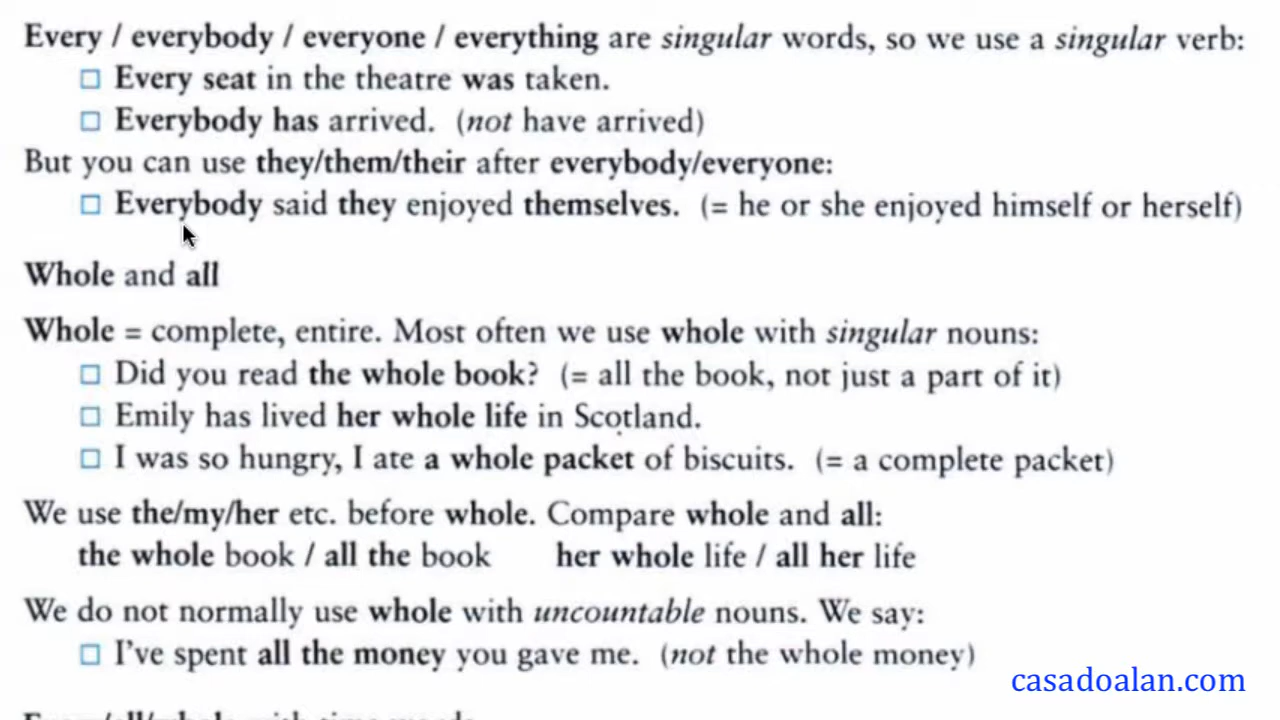 Every / everybody / everyone / everything are singular words, so we use a singular verb:
Every seat in the theatre was taken.
Everybody has arrived. (not have arrived)
But you can use they/them/their after everybody/everyone:
Everybody said they enjoyed themselves. (= he or she enjoyed himself or herself)
Whole and all
Whole = complete, entire. Most often we use whole with singular nouns:
Did you read the whole book? (= all the book, not just a part of it)
Emily has lived her whole life in Scotland.
I was so hungry, I ate a whole packet of biscuits. (= a complete packet)
We use the/my/her etc. before whole. Compare whole and all:
the whole book / all the book her whole life / all her life
We do not normally use whole with uncountable nouns. We say:
I've spent all the money you gave me. (not the whole money)
casadoalan.com
Every/all/whole with time words